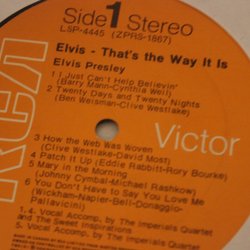 Side 1 Stereo
LSP-4445 (ZPRS-1867)
Elvis - That's the Way It Is
Elvis Presley
1 I Just Can't Help Believin'
(Barry Mann-Cynthia Weil)
2 Twenty Days and Twenty Nights
(Ben Weisman-Clive Westlake)
RCA
Victor
3 How the Web Was Woven
(Clive Westlake-David Most)
4 Patch It Up (Eddie Rabbitt-Rory Bourke)
5 Mary in the Morning
(Johnny Cymbal-Michael Rashkow)
6 You Don't Have to Say You Love Me
(Wickham-Napier-Bell-Donaggio-
Pallavicini)
1, 4. Vocal Accomp. by The Imperials Quartet
and The Sweet Inspirations
5. Vocal Accomp. by The Imperials Quartet